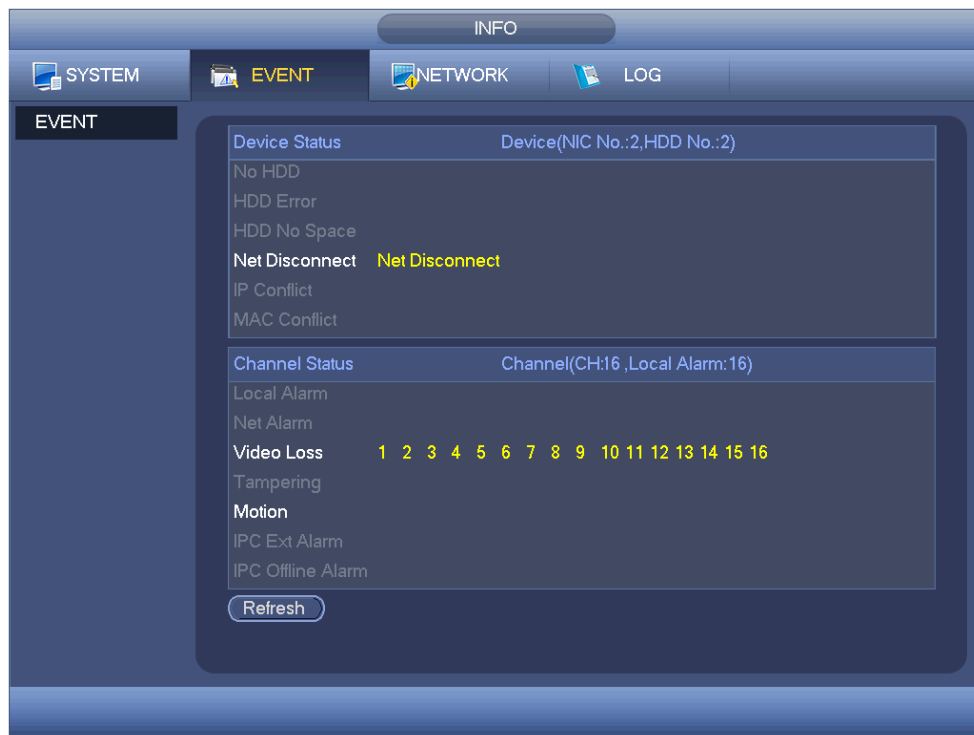 INFO
SYSTEM EVENT NETWORK LOG
EVENT
Device Status Device(NIC No.:2,HDD No.:2)
No HDD
HDD Error
HDD No Space
Net Disconnect Net Disconnect
IP Conflict
MAC Conflict
Channel Status Channel(CH:16 ,Local Alarm:16)
Local Alarm
Net Alarm
Video Loss 1 2 3 4 5 6 7 8 9 10 11 12 13 14 15 16
Tampering
Motion
IPC Ext Alarm
IPC Offline Alarm
Refresh